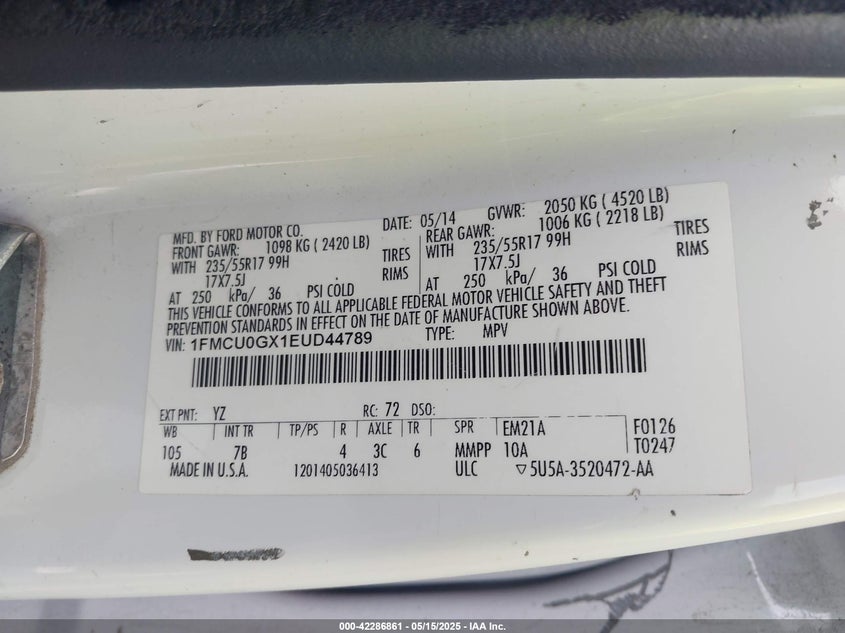 MFD. BY FORD MOTOR CO. DATE: 05/14 GVWR: 2050 KG ( 4520 LB)
FRONT GAWR: 1098 KG ( 2420 LB) REAR GAWR: 1006 KG ( 2218 LB)
WITH 235/55R17 99H TIRES WITH 235/55R17 99H TIRES
17X7.5J RIMS 17X7.5J RIMS
AT 250 kPa/ 36 PSI COLD AT 250 kPa/ 36 PSI COLD
THIS VEHICLE CONFORMS TO ALL APPLICABLE FEDERAL MOTOR VEHICLE SAFETY AND THEFT
PREVENTION STANDARDS IN EFFECT ON THE DATE OF MANUFACTURE SHOWN ABOVE.
VIN: 1FMCU0GX1EUD44789 TYPE: MPV
EXT PNT: YZ RC: 72 DSO:
WB INT TR TP/PS R AXLE TR SPR EM21A F0126
105 7B 4 3C 6 MMPP 10A T0247
MADE IN U.S.A. 1201405036413 ULC ▽5U5A-3520472-AA
000-42286861 - 05/15/2025 - IAA Inc.